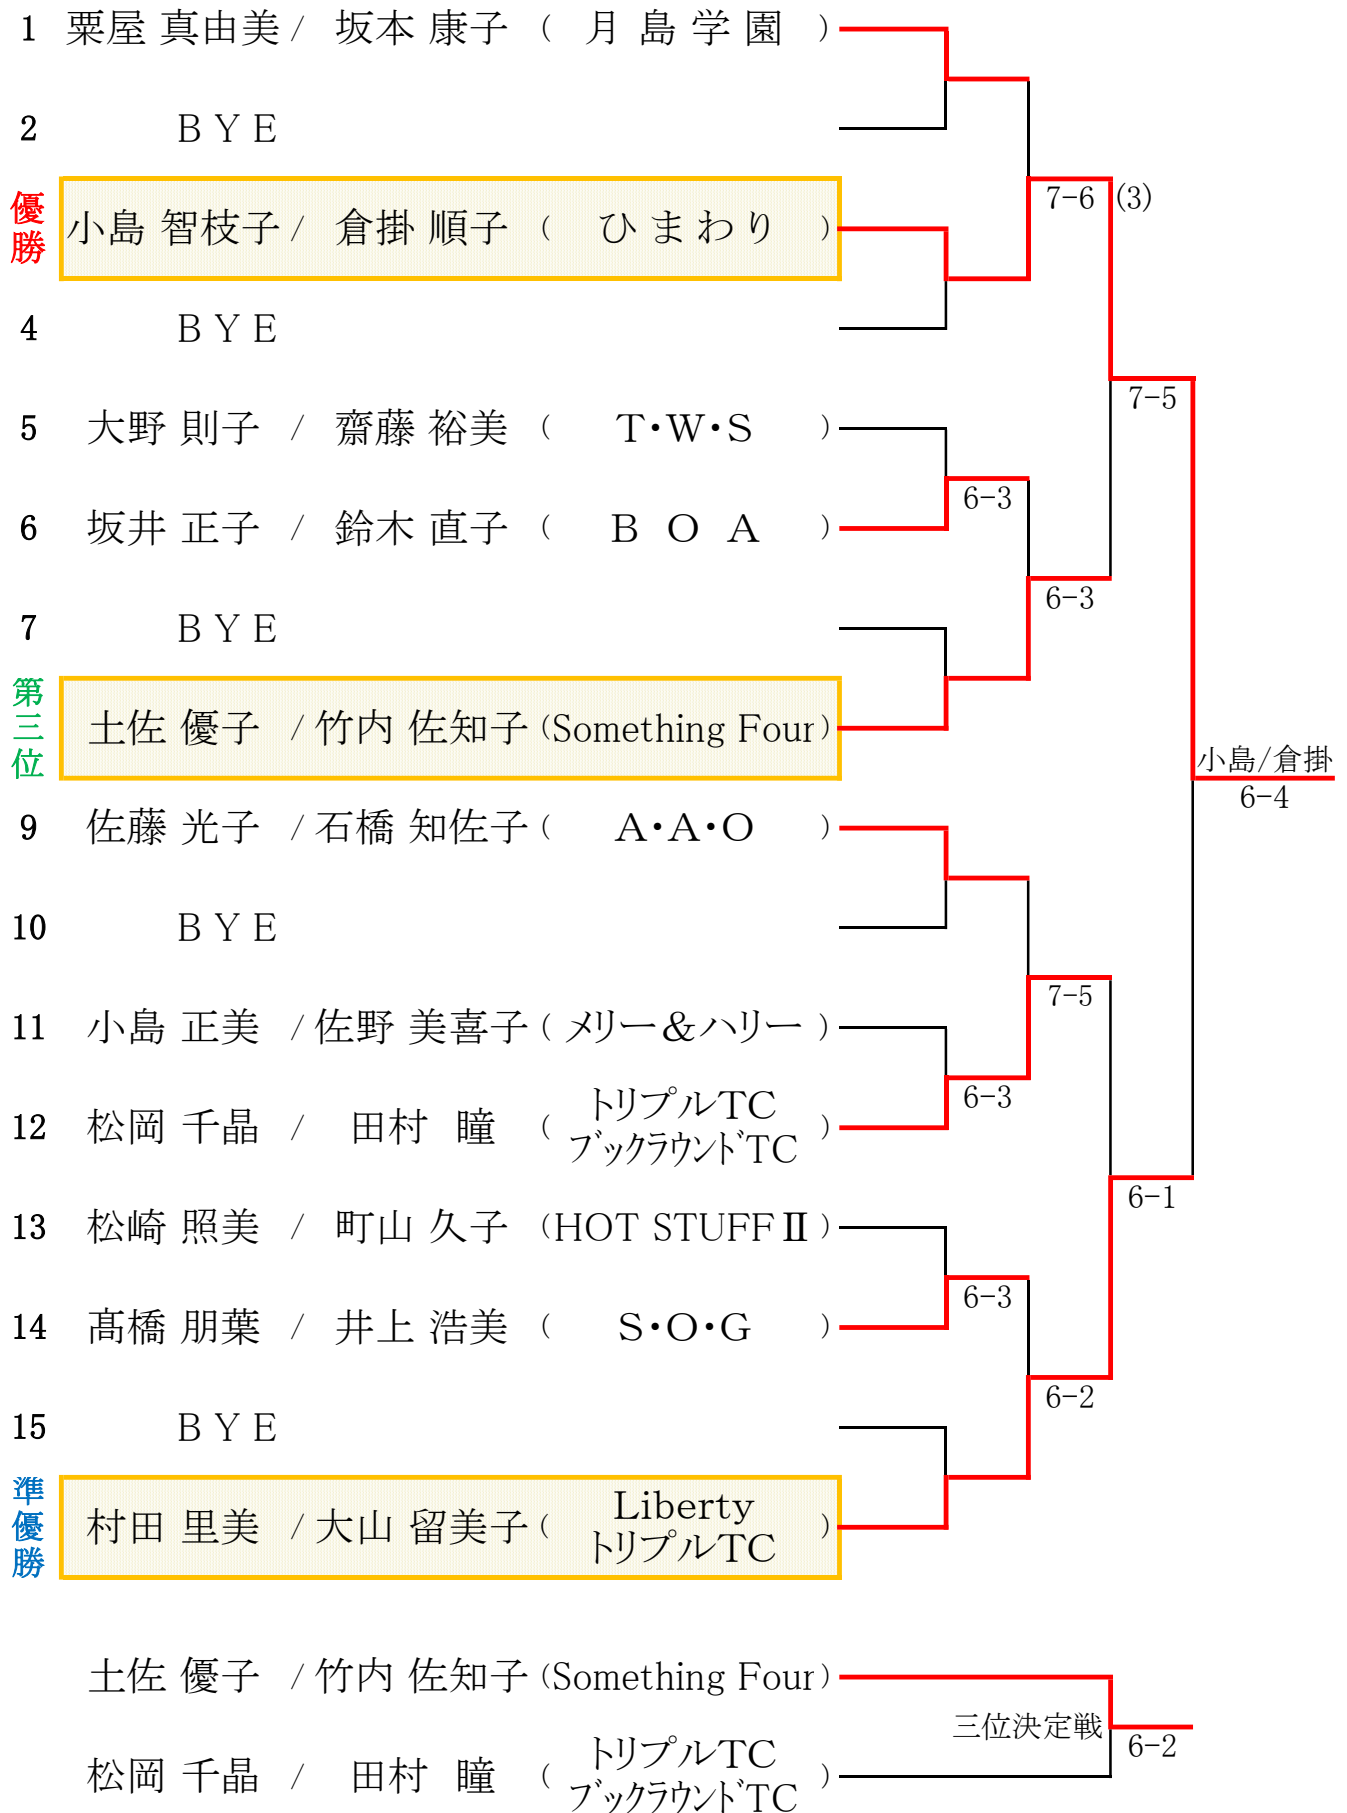 1 粟屋 真由美 / 坂本 康子 ( 月 島 学 園 )
2 B Y E
優勝 小島 智枝子 / 倉掛 順子 ( ひ ま わ り )
7-6 (3)
4 B Y E
7-5
5 大野 則子 / 齋藤 裕美 ( T・W・S )
6-3
6 坂井 正子 / 鈴木 直子 ( B O A )
6-3
7 B Y E
第三位 土佐 優子 / 竹内 佐知子 (Something Four)
小島/倉掛
6-4
9 佐藤 光子 / 石橋 知佐子 ( A・A・O )
10 B Y E
7-5
11 小島 正美 / 佐野 美喜子 ( メリー&ハリー )
6-3
12 松岡 千晶 / 田村 瞳 ( トリプルTC
ブックラウンドTC )
6-1
13 松崎 照美 / 町山 久子 (HOT STUFFⅡ)
6-3
14 髙橋 朋葉 / 井上 浩美 ( S・O・G )
6-2
15 B Y E
準優勝 村田 里美 / 大山 留美子 ( Liberty
トリプルTC )
土佐 優子 / 竹内 佐知子 (Something Four)
三位決定戦
6-2
松岡 千晶 / 田村 瞳 ( トリプルTC
ブックラウンドTC )